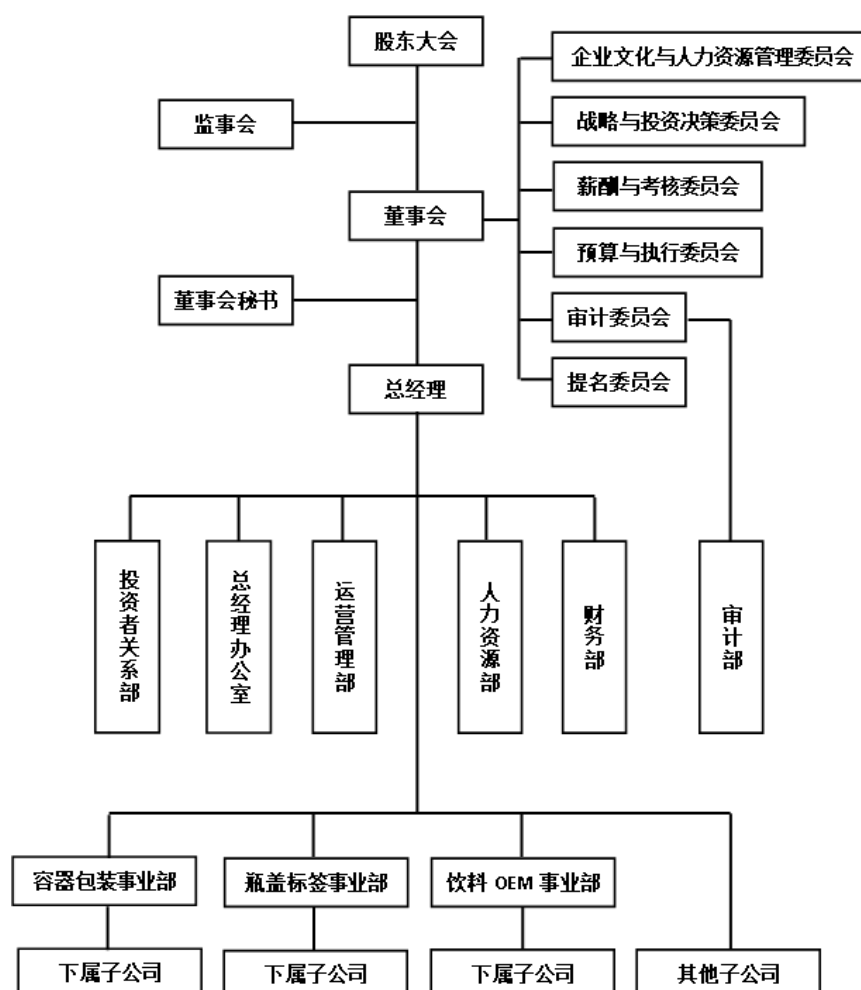 股东大会
企业文化与人力资源管理委员会
监事会
战略与投资决策委员会
薪酬与考核委员会
董事会
预算与执行委员会
董事会秘书
审计委员会
总经理
提名委员会
投资者关系部
总经理办公室
运营管理部
人力资源部
财务部
审计部
容器包装事业部
瓶盖标签事业部
饮料 OEM 事业部
下属子公司
下属子公司
下属子公司
其他子公司